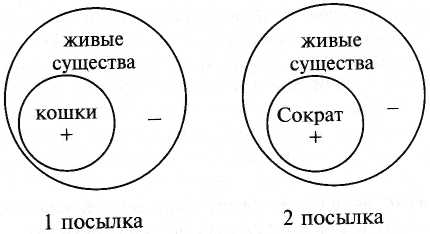 живые
существа
кошки
+
–
1 посылка
живые
существа
Сократ
+
–
2 посылка